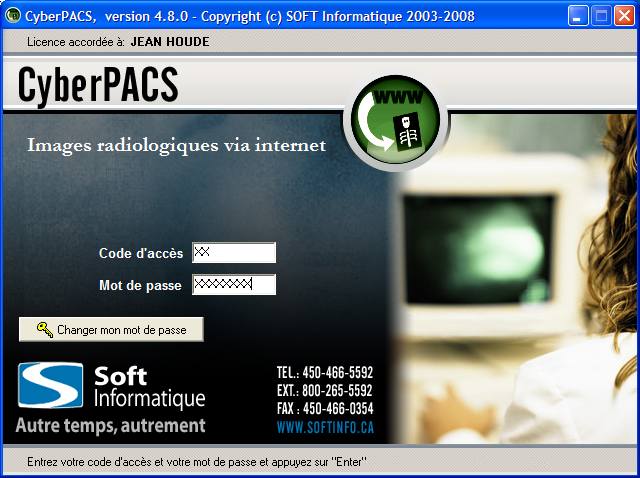 CyberPACS, version 4.8.0 - Copyright (c) SOFT Informatique 2003-2008
Licence accordée à: JEAN HOUDE
CyberPACS
WWW
Images radiologiques via internet
Code d'accès XX
Mot de passe XXXXXXXX
Changer mon mot de passe
Soft
Informatique
Autre temps, autrement
TEL.: 450-466-5592
EXT.: 800-265-5592
FAX : 450-466-0354
WWW.SOFTINFO.CA
Entrez votre code d'accès et votre mot de passe et appuyez sur "Enter"